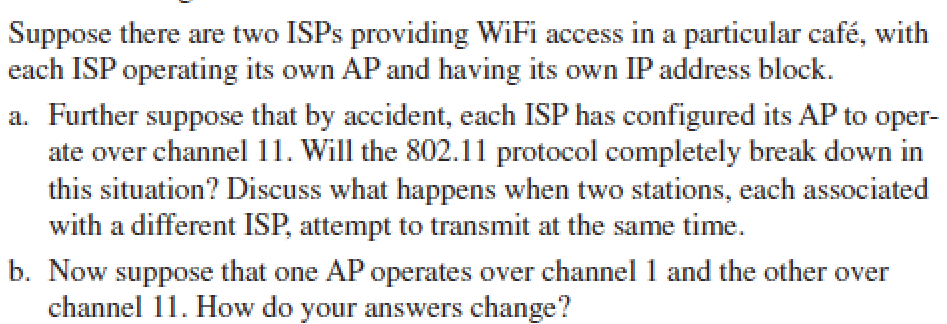 Suppose there are two ISPs providing WiFi access in a particular café, with
each ISP operating its own AP and having its own IP address block.
a. Further suppose that by accident, each ISP has configured its AP to oper-
ate over channel 11. Will the 802.11 protocol completely break down in
this situation? Discuss what happens when two stations, each associated
with a different ISP, attempt to transmit at the same time.
b. Now suppose that one AP operates over channel 1 and the other over
channel 11. How do your answers change?